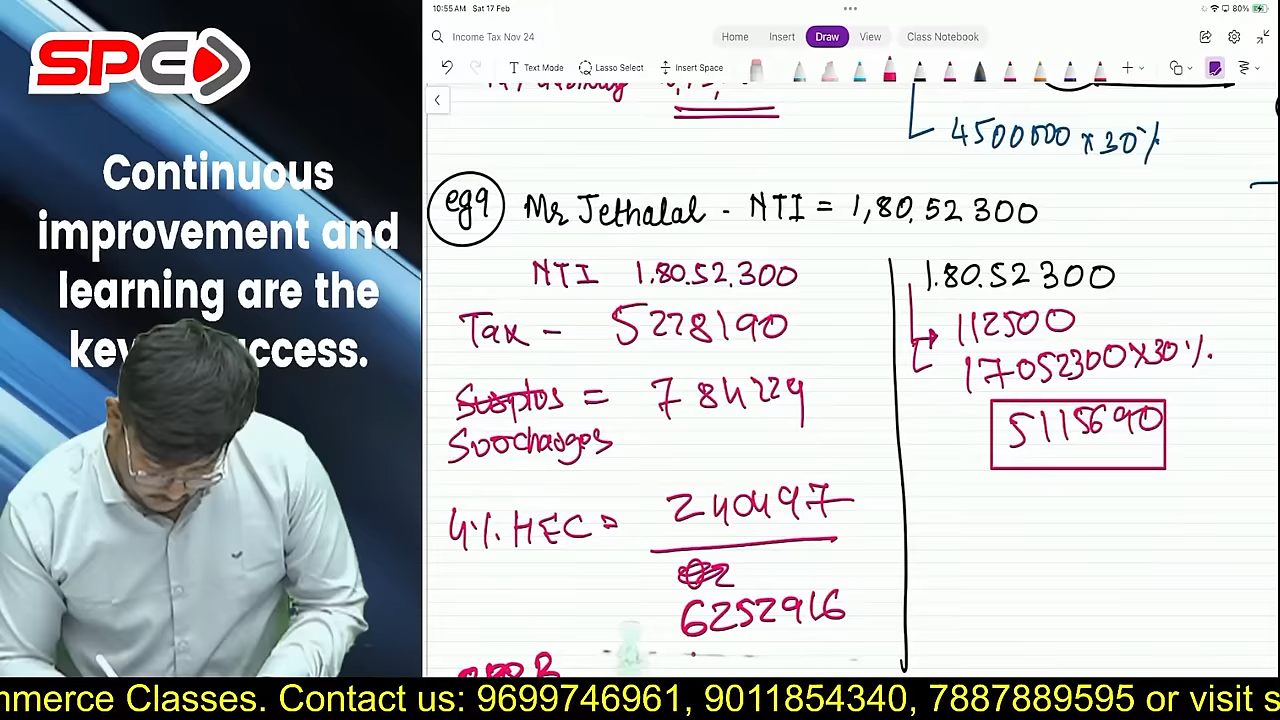 SPE
Continuous
improvement and
learning are the
key
ccess.
10:55 AM Sat 17 Feb
80%
Income Tax Nov 24
Home Insert Draw View Class Notebook
Text Mode Lasso Select Insert Space
4500000 x 30%
eg 9 Mr Jethalal - NTI = 1,80,52 300
NTI 1.80.52.300
Tax - 5228190
= 784229
Surcharges
4% HEC = 240497
6252916
1.80.52 300
112500
17052300 x 30%.
5115690
mmerce Classes. Contact us: 9699746961, 9011854340, 7887889595 or visit s